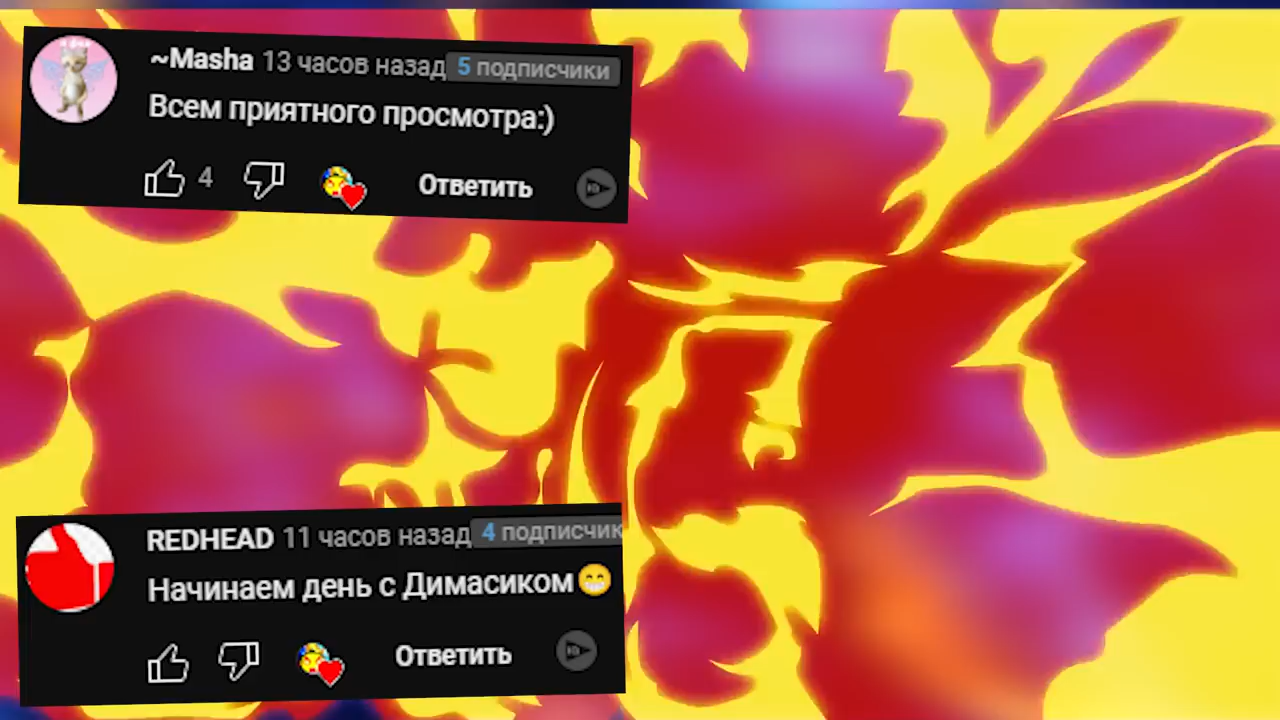 ~Masha 13 часов назад 5 подписчики
Всем приятного просмотра:)
4 Ответить
REDHEAD 11 часов назад 4 подписчик
Начинаем день с Димасиком😁
Ответить